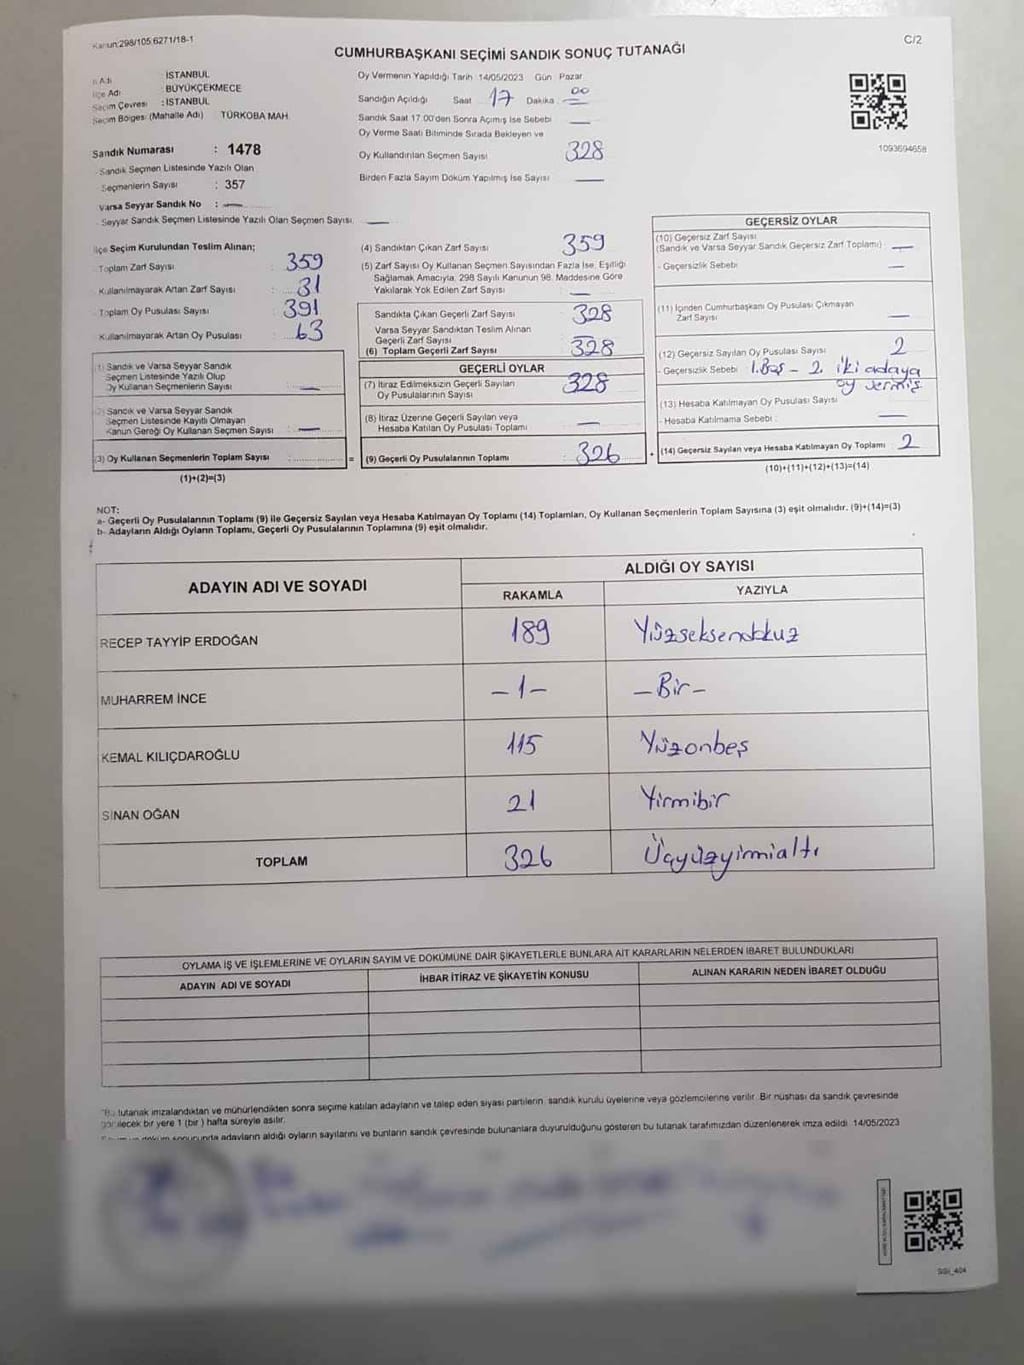 Kanun:298/105.6271/18-1
C/2
CUMHURBAŞKANI SEÇİMİ SANDIK SONUÇ TUTANAĞI
İl Adı : İSTANBUL
İlçe Adı : BÜYÜKÇEKMECE
Seçim Çevresi : İSTANBUL
Seçim Bölgesi (Mahalle Adı) TÜRKOBA MAH.
Sandık Numarası : 1478
Sandık Seçmen Listesinde Yazılı Olan
Seçmenlerin Sayısı : 357
Varsa Seyyar Sandık No : —
Seyyar Sandık Seçmen Listesinde Yazılı Olan Seçmen Sayısı: —
Oy Vermenin Yapıldığı Tarih :14/05/2023 Gün : Pazar
Sandığın Açıldığı Saat : 17 Dakika : 00
Sandık Saat 17.00'den Sonra Açımış İse Sebebi —
Oy Verme Saati Bitiminde Sırada Bekleyen ve
Oy Kullandırılan Seçmen Sayısı 328
Birden Fazla Sayım Döküm Yapılmış İse Sayısı —
1093694658
İlçe Seçim Kurulundan Teslim Alınan;
Toplam Zarf Sayısı : 359
Kullanılmayarak Artan Zarf Sayısı : 31
Toplam Oy Pusulası Sayısı : 391
Kullanılmayarak Artan Oy Pusulası : 63
(1) Sandık ve Varsa Seyyar Sandık
Seçmen Listesinde Yazılı Olup
Oy Kullanan Seçmenlerin Sayısı : —
(2) Sandık ve Varsa Seyyar Sandık
Seçmen Listesinde Kayıtlı Olmayan
Kanun Gereği Oy Kullanan Seçmen Sayısı : —
(3) Oy Kullanan Seçmenlerin Toplam Sayısı : =
(1)+(2)=(3)
(4) Sandıktan Çıkan Zarf Sayısı 359
(5) Zarf Sayısı Oy Kullanan Seçmen Sayısından Fazla İse, Eşitliği
Sağlamak Amacıyla, 298 Sayılı Kanunun 98. Maddesine Göre
Yakılarak Yok Edilen Zarf Sayısı —
Sandıkta Çıkan Geçerli Zarf Sayısı 328
Varsa Seyyar Sandıktan Teslim Alınan
Geçerli Zarf Sayısı —
(6) Toplam Geçerli Zarf Sayısı 328
GEÇERLİ OYLAR
(7) İtiraz Edilmeksizin Geçerli Sayılan
Oy Pusulalarının Sayısı 328
(8) İtiraz Üzerine Geçerli Sayılan veya
Hesaba Katılan Oy Pusulası Toplamı —
(9) Geçerli Oy Pusulalarının Toplamı 326 +
GEÇERSİZ OYLAR
(10) Geçersiz Zarf Sayısı
(Sandık ve Varsa Seyyar Sandık Geçersiz Zarf Toplamı) —
- Geçersizlik Sebebi —
(11) İçinden Cumhurbaşkanı Oy Pusulası Çıkmayan
Zarf Sayısı —
(12) Geçersiz Sayılan Oy Pusulası Sayısı 2
- Geçersizlik Sebebi 1. Boş - 2. iki adaya
oy vermiş
(13) Hesaba Katılmayan Oy Pusulası Sayısı
- Hesaba Katılmama Sebebi : —
(14) Geçersiz Sayılan veya Hesaba Katılmayan Oy Toplamı : 2
(10)+(11)+(12)+(13)=(14)
NOT:
a- Geçerli Oy Pusulalarının Toplamı (9) ile Geçersiz Sayılan veya Hesaba Katılmayan Oy Toplamı (14) Toplamları, Oy Kullanan Seçmenlerin Toplam Sayısına (3) eşit olmalıdır. (9)+(14)=(3)
b- Adayların Aldığı Oyların Toplamı, Geçerli Oy Pusulalarının Toplamına (9) eşit olmalıdır.
ADAYIN ADI VE SOYADI
ALDIĞI OY SAYISI
RAKAMLA YAZIYLA
RECEP TAYYİP ERDOĞAN 189 Yüzseksendokuz
MUHARREM İNCE -1- -Bir-
KEMAL KILIÇDAROĞLU 115 Yüzonbeş
SİNAN OĞAN 21 Yirmibir
TOPLAM 326 Üçyüzyirmialtı
OYLAMA İŞ VE İŞLEMLERİNE VE OYLARIN SAYIM VE DÖKÜMÜNE DAİR ŞİKAYETLERLE BUNLARA AİT KARARLARIN NELERDEN İBARET BULUNDUKLARI
ADAYIN ADI VE SOYADI İHBAR İTİRAZ VE ŞİKAYETİN KONUSU ALINAN KARARIN NEDEN İBARET OLDUĞU
Bu tutanak imzalandıktan ve mühürlendikten sonra seçime katılan adayların ve talep eden siyasi partilerin, sandık kurulu üyelerine veya gözlemcilerine verilir. Bir nüshası da sandık çevresinde
görülecek bir yere 1 (bir ) hafta süreyle asılır.
döküm sonucunda adayların aldığı oyların sayılarını ve bunların sandık çevresinde bulunanlara duyurulduğunu gösteren bu tutanak tarafımızdan düzenlenerek imza edildi. 14/05/2023